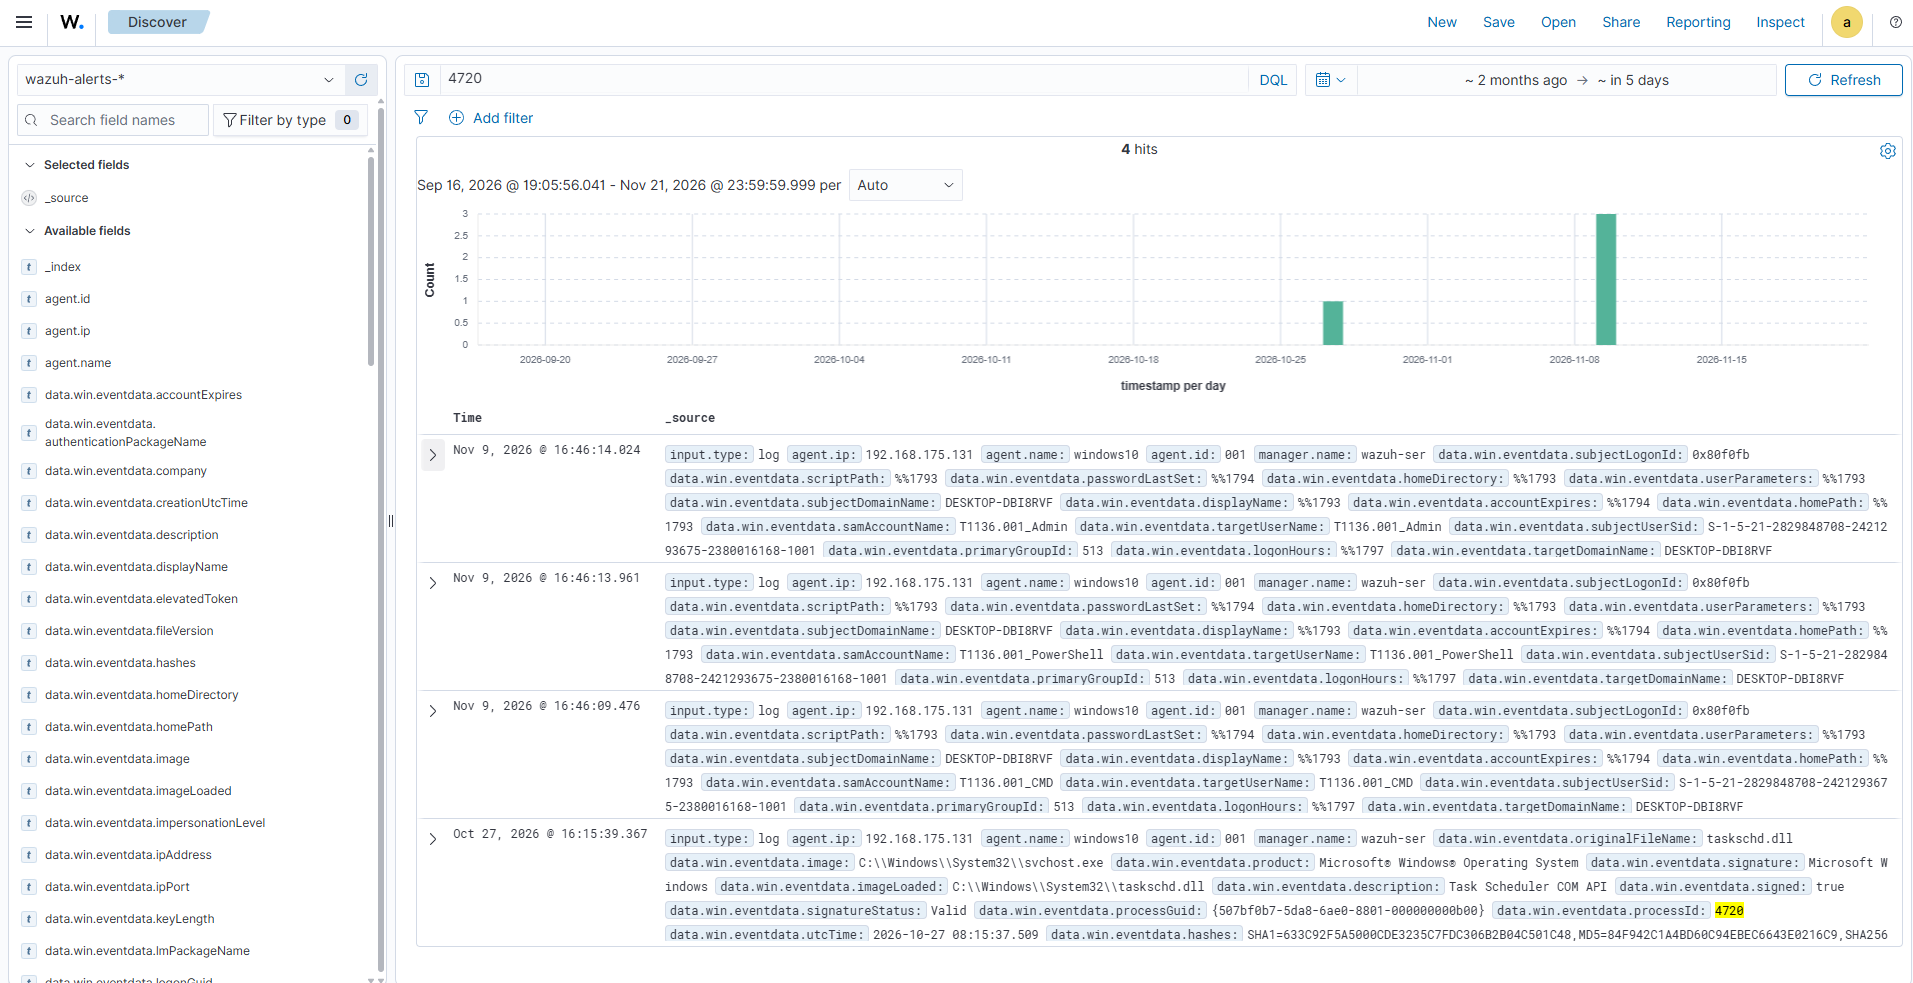 W.
Discover
New Save Open Share Reporting Inspect
a
wazuh-alerts-*
Search field names
Filter by type 0
Selected fields
_source
Available fields
t _index
t agent.id
t agent.ip
t agent.name
t data.win.eventdata.accountExpires
t data.win.eventdata.
authenticationPackageName
t data.win.eventdata.company
t data.win.eventdata.creationUtcTime
t data.win.eventdata.description
t data.win.eventdata.displayName
t data.win.eventdata.elevatedToken
t data.win.eventdata.fileVersion
t data.win.eventdata.hashes
t data.win.eventdata.homeDirectory
t data.win.eventdata.homePath
t data.win.eventdata.image
t data.win.eventdata.imageLoaded
t data.win.eventdata.impersonationLevel
t data.win.eventdata.ipAddress
t data.win.eventdata.ipPort
t data.win.eventdata.keyLength
t data.win.eventdata.lmPackageName
t data.win.eventdata.logonGuid
4720
DQL
~ 2 months ago → ~ in 5 days
Refresh
Add filter
4 hits
Sep 16, 2026 @ 19:05:56.041 - Nov 21, 2026 @ 23:59:59.999 per Auto
Count
3
2.5
2
1.5
1
0.5
0
2026-09-20 2026-09-27 2026-10-04 2026-10-11 2026-10-18 2026-10-25 2026-11-01 2026-11-08 2026-11-15
timestamp per day
Time _source
Nov 9, 2026 @ 16:46:14.024 input.type: log agent.ip: 192.168.175.131 agent.name: windows10 agent.id: 001 manager.name: wazuh-ser data.win.eventdata.subjectLogonId: 0x80f0fb
data.win.eventdata.scriptPath: %%1793 data.win.eventdata.passwordLastSet: %%1794 data.win.eventdata.homeDirectory: %%1793 data.win.eventdata.userParameters: %%1793
data.win.eventdata.subjectDomainName: DESKTOP-DBI8RVF data.win.eventdata.displayName: %%1793 data.win.eventdata.accountExpires: %%1794 data.win.eventdata.homePath: %%
1793 data.win.eventdata.samAccountName: T1136.001_Admin data.win.eventdata.targetUserName: T1136.001_Admin data.win.eventdata.subjectUserSid: S-1-5-21-2829848708-24212
93675-2380016168-1001 data.win.eventdata.primaryGroupId: 513 data.win.eventdata.logonHours: %%1797 data.win.eventdata.targetDomainName: DESKTOP-DBI8RVF
Nov 9, 2026 @ 16:46:13.961 input.type: log agent.ip: 192.168.175.131 agent.name: windows10 agent.id: 001 manager.name: wazuh-ser data.win.eventdata.subjectLogonId: 0x80f0fb
data.win.eventdata.scriptPath: %%1793 data.win.eventdata.passwordLastSet: %%1794 data.win.eventdata.homeDirectory: %%1793 data.win.eventdata.userParameters: %%1793
data.win.eventdata.subjectDomainName: DESKTOP-DBI8RVF data.win.eventdata.displayName: %%1793 data.win.eventdata.accountExpires: %%1794 data.win.eventdata.homePath: %%
1793 data.win.eventdata.samAccountName: T1136.001_PowerShell data.win.eventdata.targetUserName: T1136.001_PowerShell data.win.eventdata.subjectUserSid: S-1-5-21-282984
8708-2421293675-2380016168-1001 data.win.eventdata.primaryGroupId: 513 data.win.eventdata.logonHours: %%1797 data.win.eventdata.targetDomainName: DESKTOP-DBI8RVF
Nov 9, 2026 @ 16:46:09.476 input.type: log agent.ip: 192.168.175.131 agent.name: windows10 agent.id: 001 manager.name: wazuh-ser data.win.eventdata.subjectLogonId: 0x80f0fb
data.win.eventdata.scriptPath: %%1793 data.win.eventdata.passwordLastSet: %%1794 data.win.eventdata.homeDirectory: %%1793 data.win.eventdata.userParameters: %%1793
data.win.eventdata.subjectDomainName: DESKTOP-DBI8RVF data.win.eventdata.displayName: %%1793 data.win.eventdata.accountExpires: %%1794 data.win.eventdata.homePath: %%
1793 data.win.eventdata.samAccountName: T1136.001_CMD data.win.eventdata.targetUserName: T1136.001_CMD data.win.eventdata.subjectUserSid: S-1-5-21-2829848708-242129367
5-2380016168-1001 data.win.eventdata.primaryGroupId: 513 data.win.eventdata.logonHours: %%1797 data.win.eventdata.targetDomainName: DESKTOP-DBI8RVF
Oct 27, 2026 @ 16:15:39.367 input.type: log agent.ip: 192.168.175.131 agent.name: windows10 agent.id: 001 manager.name: wazuh-ser data.win.eventdata.originalFileName: taskschd.dll
data.win.eventdata.image: C:\\Windows\\System32\\svchost.exe data.win.eventdata.product: Microsoft® Windows® Operating System data.win.eventdata.signature: Microsoft W
indows data.win.eventdata.imageLoaded: C:\\Windows\\System32\\taskschd.dll data.win.eventdata.description: Task Scheduler COM API data.win.eventdata.signed: true
data.win.eventdata.signatureStatus: Valid data.win.eventdata.processGuid: {507bf0b7-5da8-6ae0-8801-000000000b00} data.win.eventdata.processId: 4720
data.win.eventdata.utcTime: 2026-10-27 08:15:37.509 data.win.eventdata.hashes: SHA1=633C92F5A5000CDE3235C7FDC306B2B04C501C48,MD5=84F942C1A4BD60C94EBEC6643E0216C9,SHA256